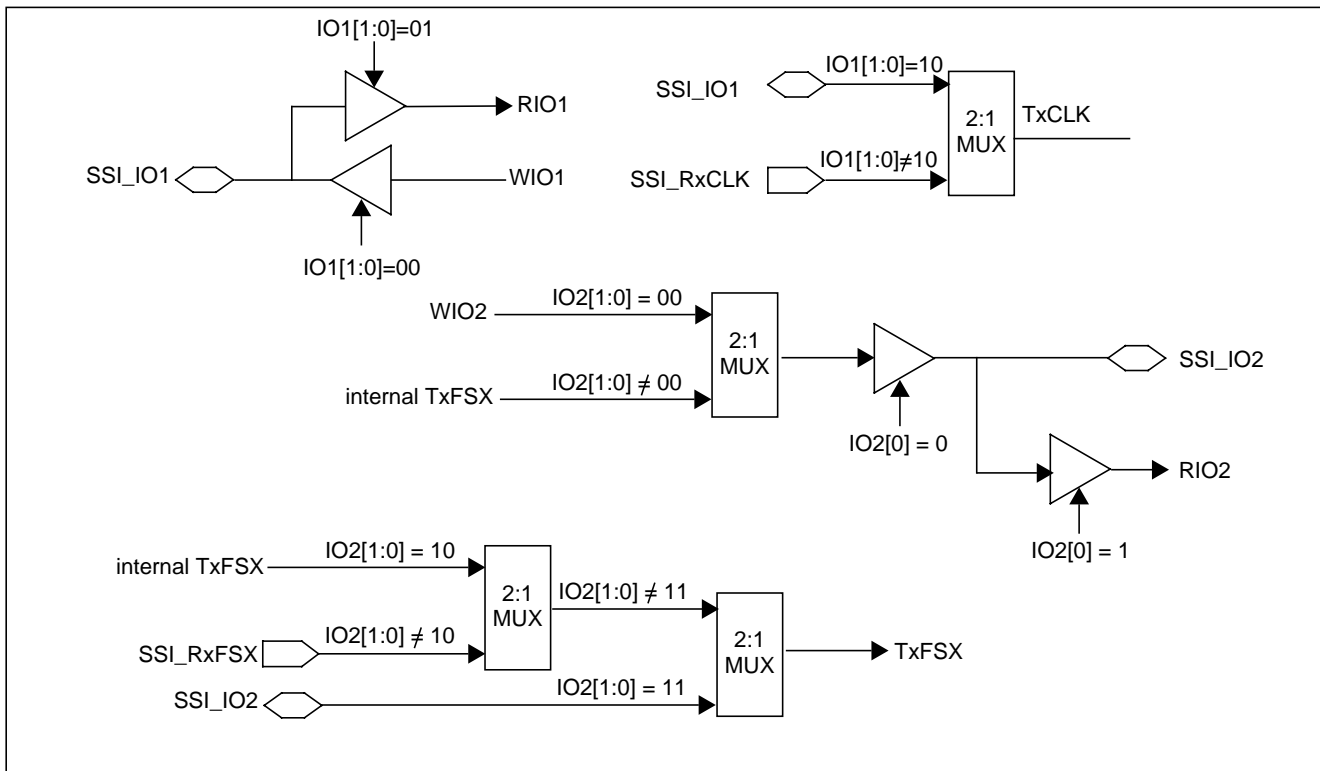 IO1[1:0]=01
RIO1
SSI_IO1
WIO1
IO1[1:0]=00
SSI_IO1
IO1[1:0]=10
2:1
MUX
TxCLK
SSI_RxCLK
IO1[1:0]≠10
WIO2
IO2[1:0] = 00
2:1
MUX
SSI_IO2
internal TxFSX
IO2[1:0] ≠ 00
IO2[0] = 0
RIO2
IO2[0] = 1
internal TxFSX
IO2[1:0] = 10
2:1
MUX
IO2[1:0] ≠ 11
SSI_RxFSX
IO2[1:0] ≠ 10
2:1
MUX
TxFSX
SSI_IO2
IO2[1:0] = 11